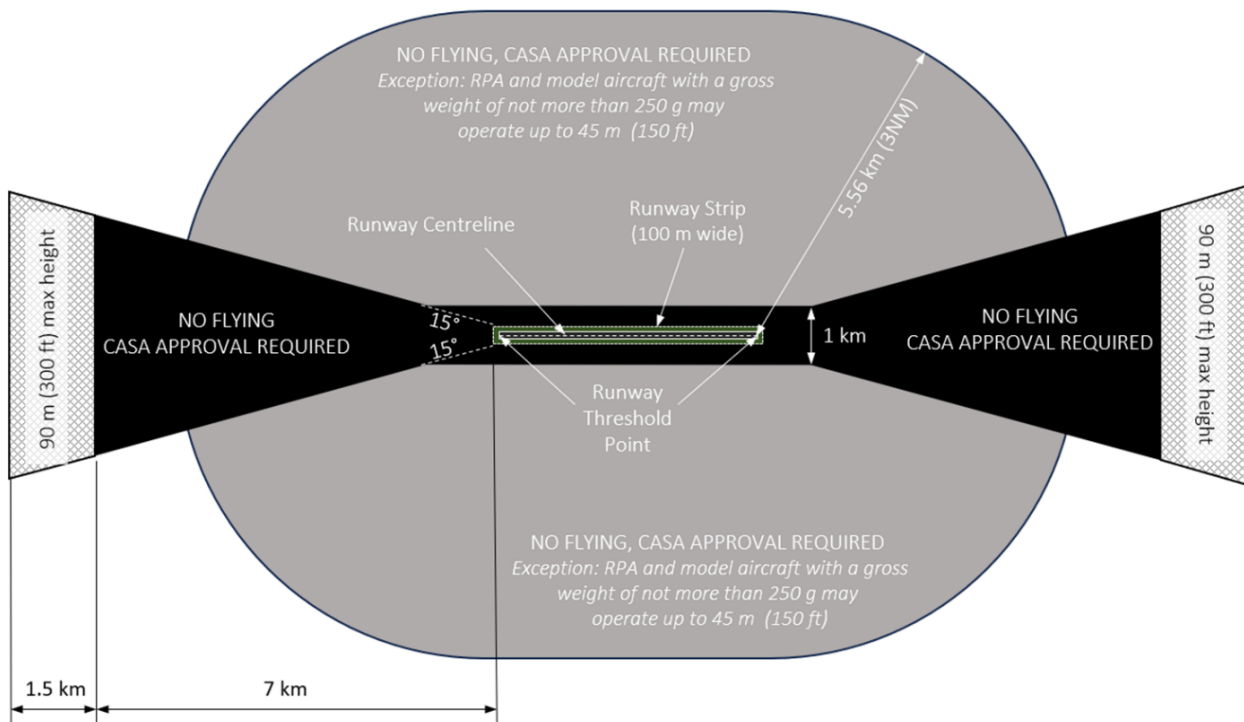 NO FLYING, CASA APPROVAL REQUIRED
Exception: RPA and model aircraft with a gross
weight of not more than 250 g may
operate up to 45 m (150 ft)
5.56 km (3NM)
Runway Centreline
Runway Strip
(100 m wide)
90 m (300 ft) max height
NO FLYING
CASA APPROVAL REQUIRED
15°
15°
1 km
NO FLYING
CASA APPROVAL REQUIRED
90 m (300 ft) max height
Runway
Threshold
Point
NO FLYING, CASA APPROVAL REQUIRED
Exception: RPA and model aircraft with a gross
weight of not more than 250 g may
operate up to 45 m (150 ft)
1.5 km
7 km